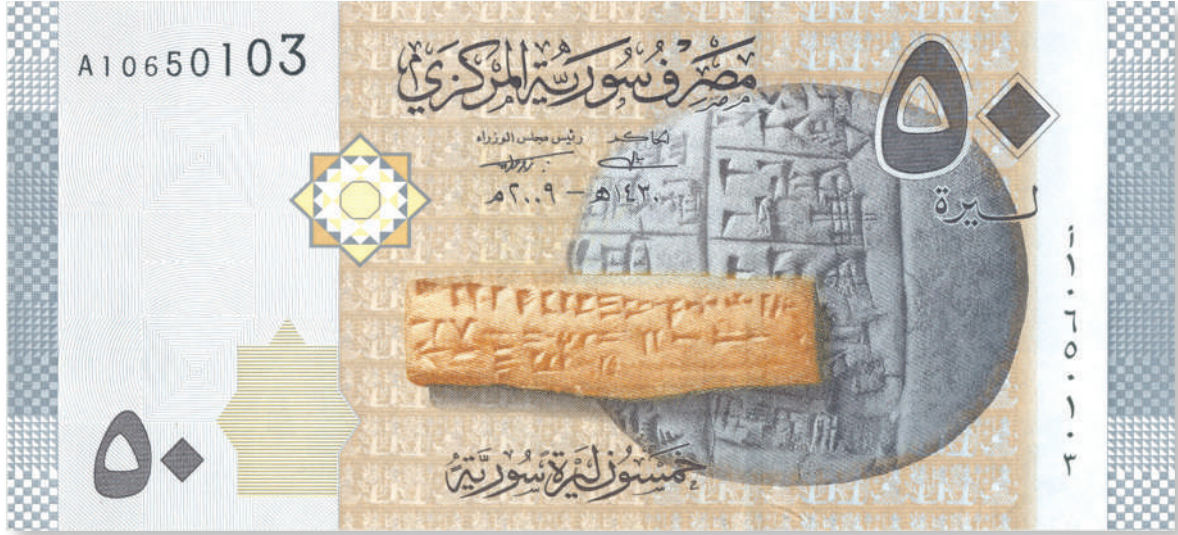 A10650103
مصرف سورية المركزي
٥٠
ليرة
الحاكم رئيس مجلس الوزراء
١٤٣٠هـ – ٢٠٠٩م
أ١٠٦٥٠١٠٣
٥٠
خمسون ليرة سورية